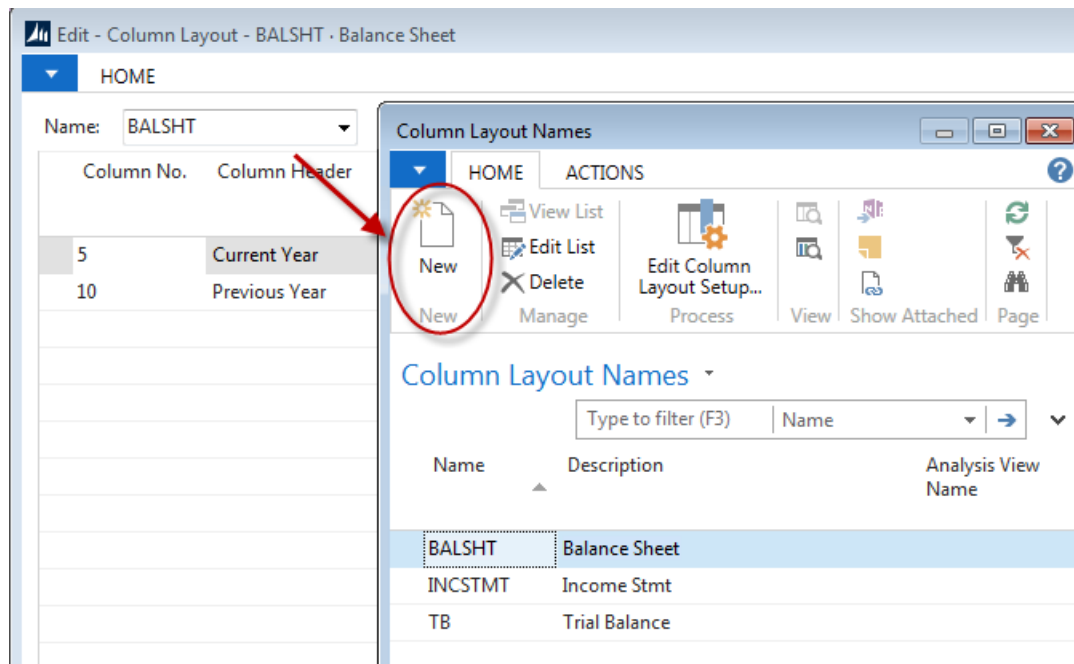 Edit - Column Layout - BALSHT · Balance Sheet
HOME
Name: BALSHT
Column No. Column Header
5 Current Year
10 Previous Year
Column Layout Names
HOME ACTIONS
New
View List
Edit List
Delete
Edit Column
Layout Setup...
New Manage Process View Show Attached Page
Column Layout Names
Type to filter (F3) Name
Name Description Analysis View
Name
BALSHT Balance Sheet
INCSTMT Income Stmt
TB Trial Balance